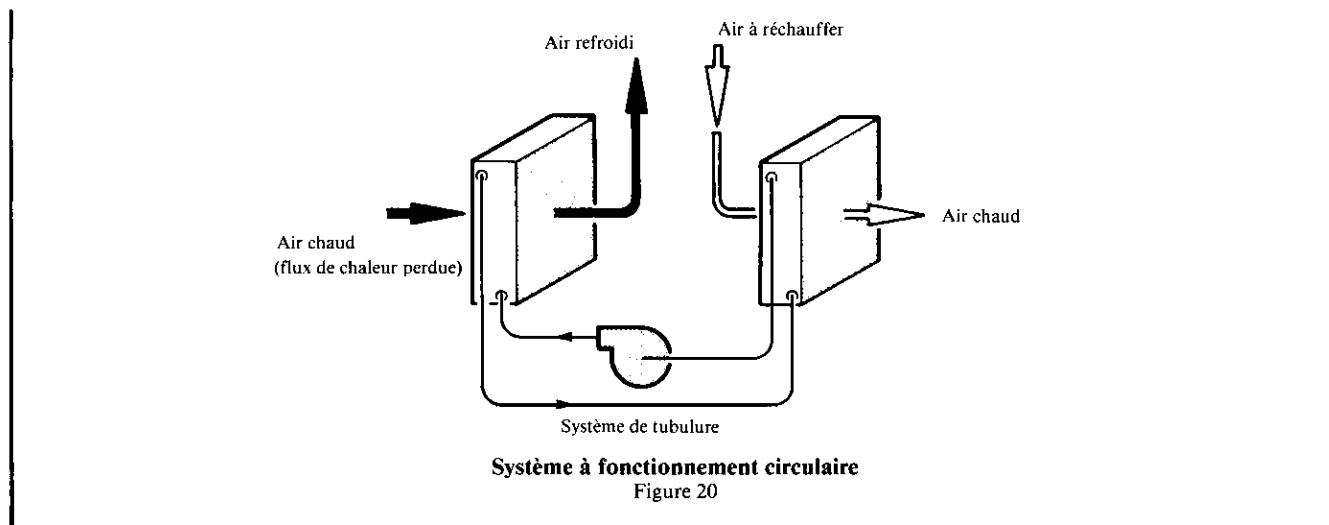 Air à réchauffer
Air refroidi
Air chaud
Air chaud
(flux de chaleur perdue)
Système de tubulure
Système à fonctionnement circulaire
Figure 20